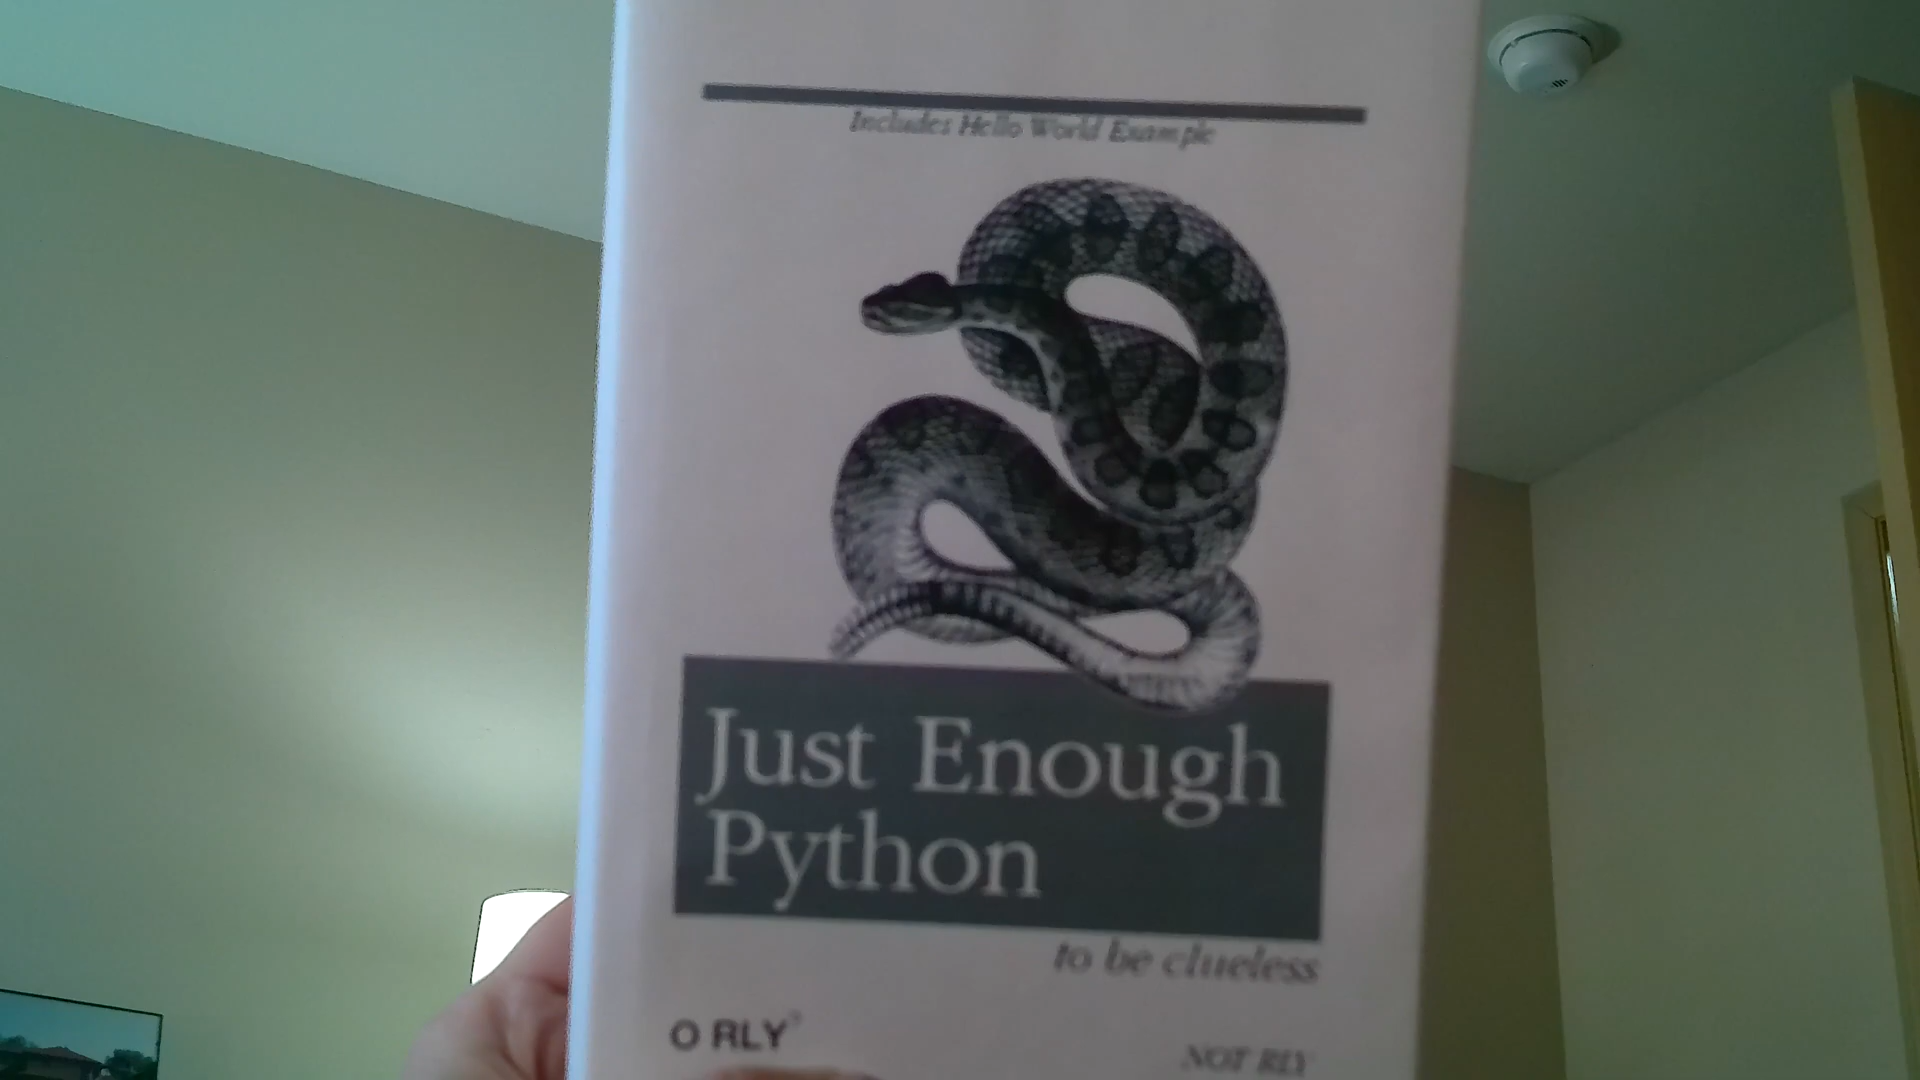 Includes Hello World Example
Just Enough
Python
to be clueless
O RLY®
NOT RLY